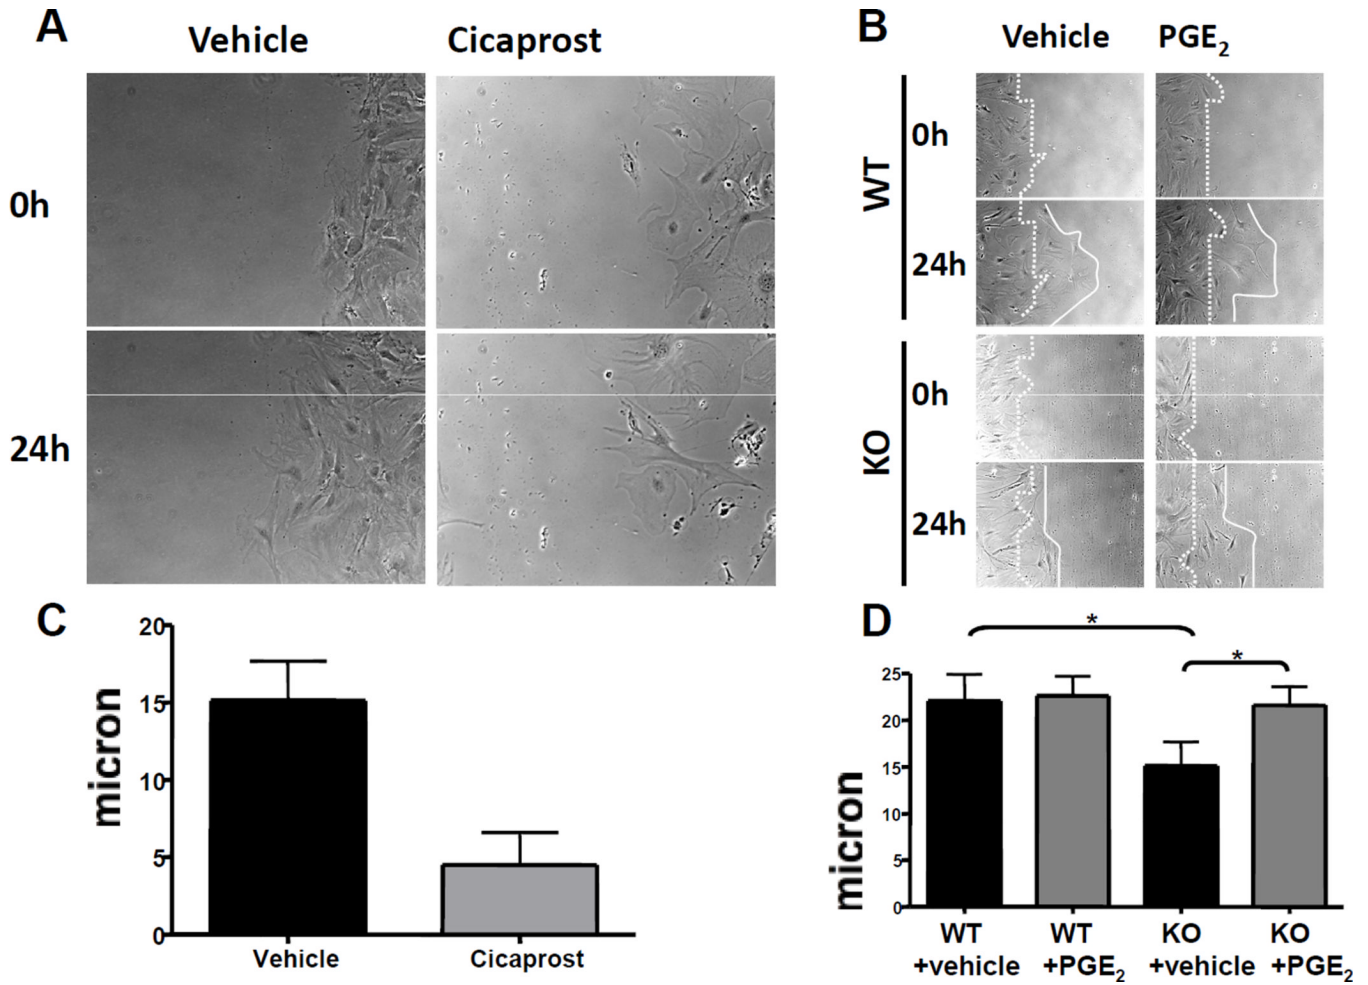 A
Vehicle
Cicaprost
0h
24h
B
Vehicle
PGE2
WT
0h
24h
KO
0h
24h
C
micron
20
15
10
5
0
Vehicle
Cicaprost
D
*
*
micron
25
20
15
10
5
0
WT
+vehicle
WT
+PGE2
KO
+vehicle
KO
+PGE2